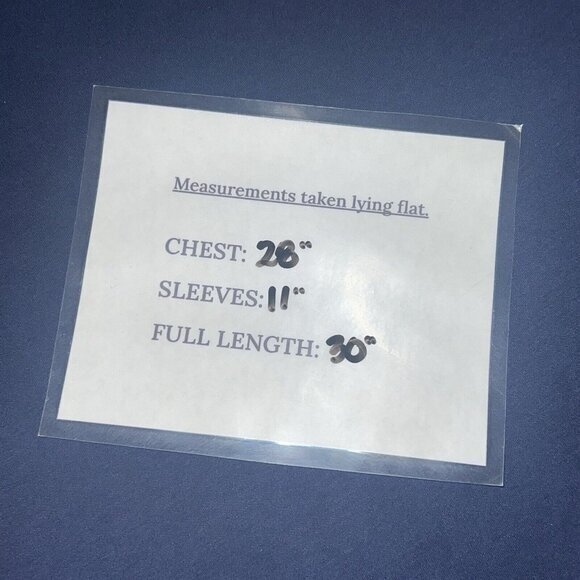 Measurements taken lying flat.
CHEST: 28"
SLEEVES: 11"
FULL LENGTH: 30"